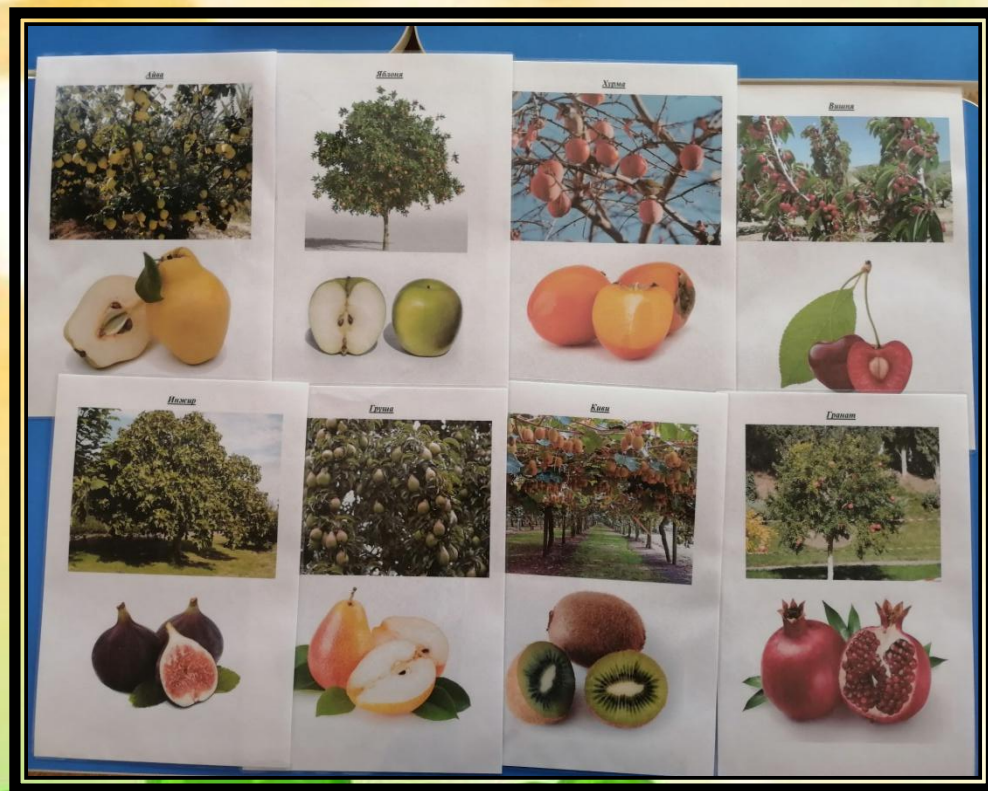 Айва
Яблоня
Хурма
Вишня
Инжир
Груша
Киви
Гранат